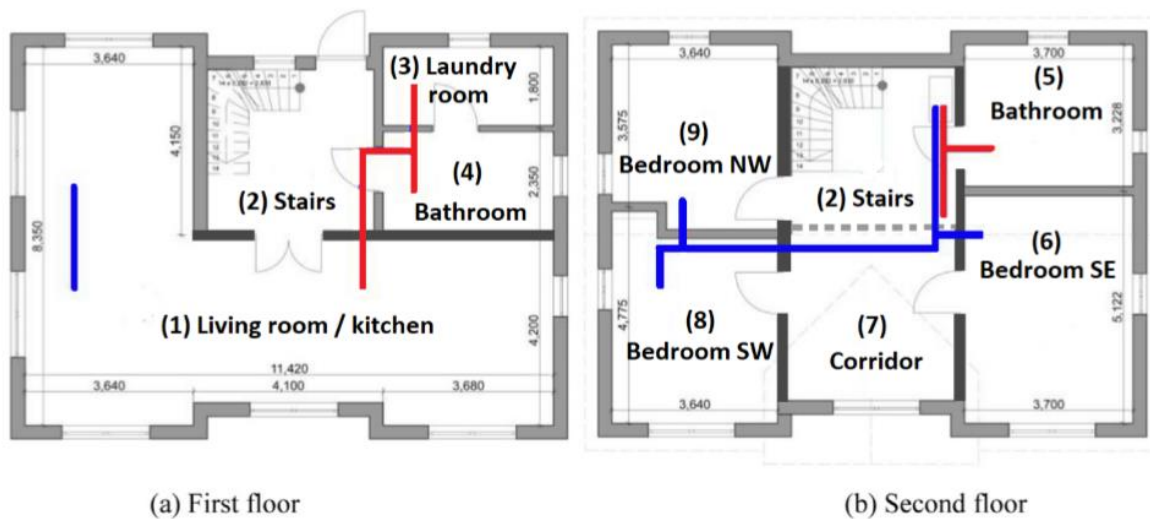 3,640
(3) Laundry
room
1,800
4,150
(4)
Bathroom
2,350
(2) Stairs
8,350
(1) Living room / kitchen
4,200
11,420
3,640
4,100
3,680
(a) First floor
3,640
3,700
(5)
Bathroom
3,228
3,575
(9)
Bedroom NW
(2) Stairs
(6)
Bedroom SE
4,775
(8)
Bedroom SW
(7)
Corridor
5,122
3,640
3,700
(b) Second floor